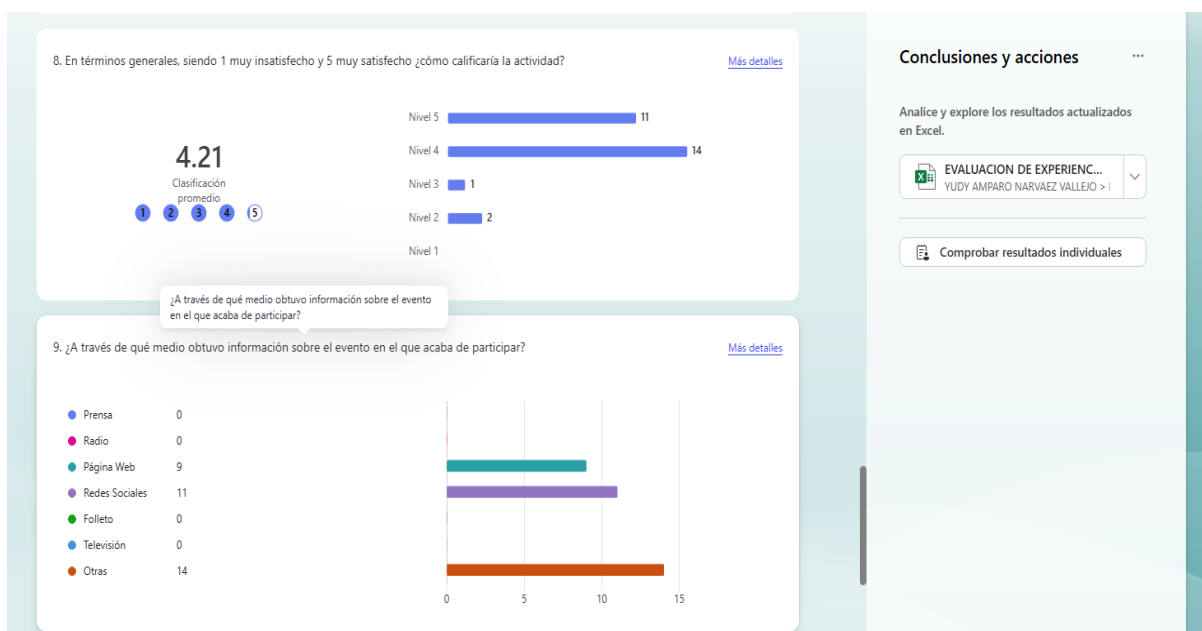 8. En términos generales, siendo 1 muy insatisfecho y 5 muy satisfecho ¿cómo calificaría la actividad?
Más detalles
4.21
Clasificación
promedio
1 2 3 4 5
Nivel 5 11
Nivel 4 14
Nivel 3 1
Nivel 2 2
Nivel 1
¿A través de qué medio obtuvo información sobre el evento
en el que acaba de participar?
9. ¿A través de qué medio obtuvo información sobre el evento en el que acaba de participar?
Más detalles
Prensa 0
Radio 0
Página Web 9
Redes Sociales 11
Folleto 0
Televisión 0
Otras 14
0 5 10 15
Conclusiones y acciones
...
Analice y explore los resultados actualizados
en Excel.
EVALUACION DE EXPERIENC...
YUDY AMPARO NARVAEZ VALLEJO >
Comprobar resultados individuales